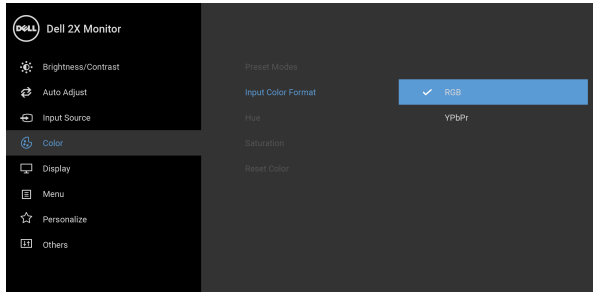 DELL Dell 2X Monitor
Brightness/Contrast
Auto Adjust
Input Source
Color
Display
Menu
Personalize
Others
Preset Modes
Input Color Format
Hue
Saturation
Reset Color
RGB
YPbPr